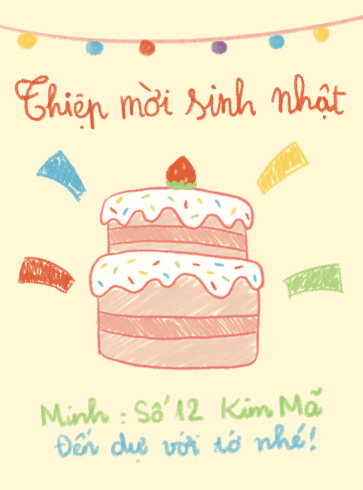 Thiệp mời sinh nhật
Minh : Số 12 Kim Mã
Đến dự với tớ nhé!